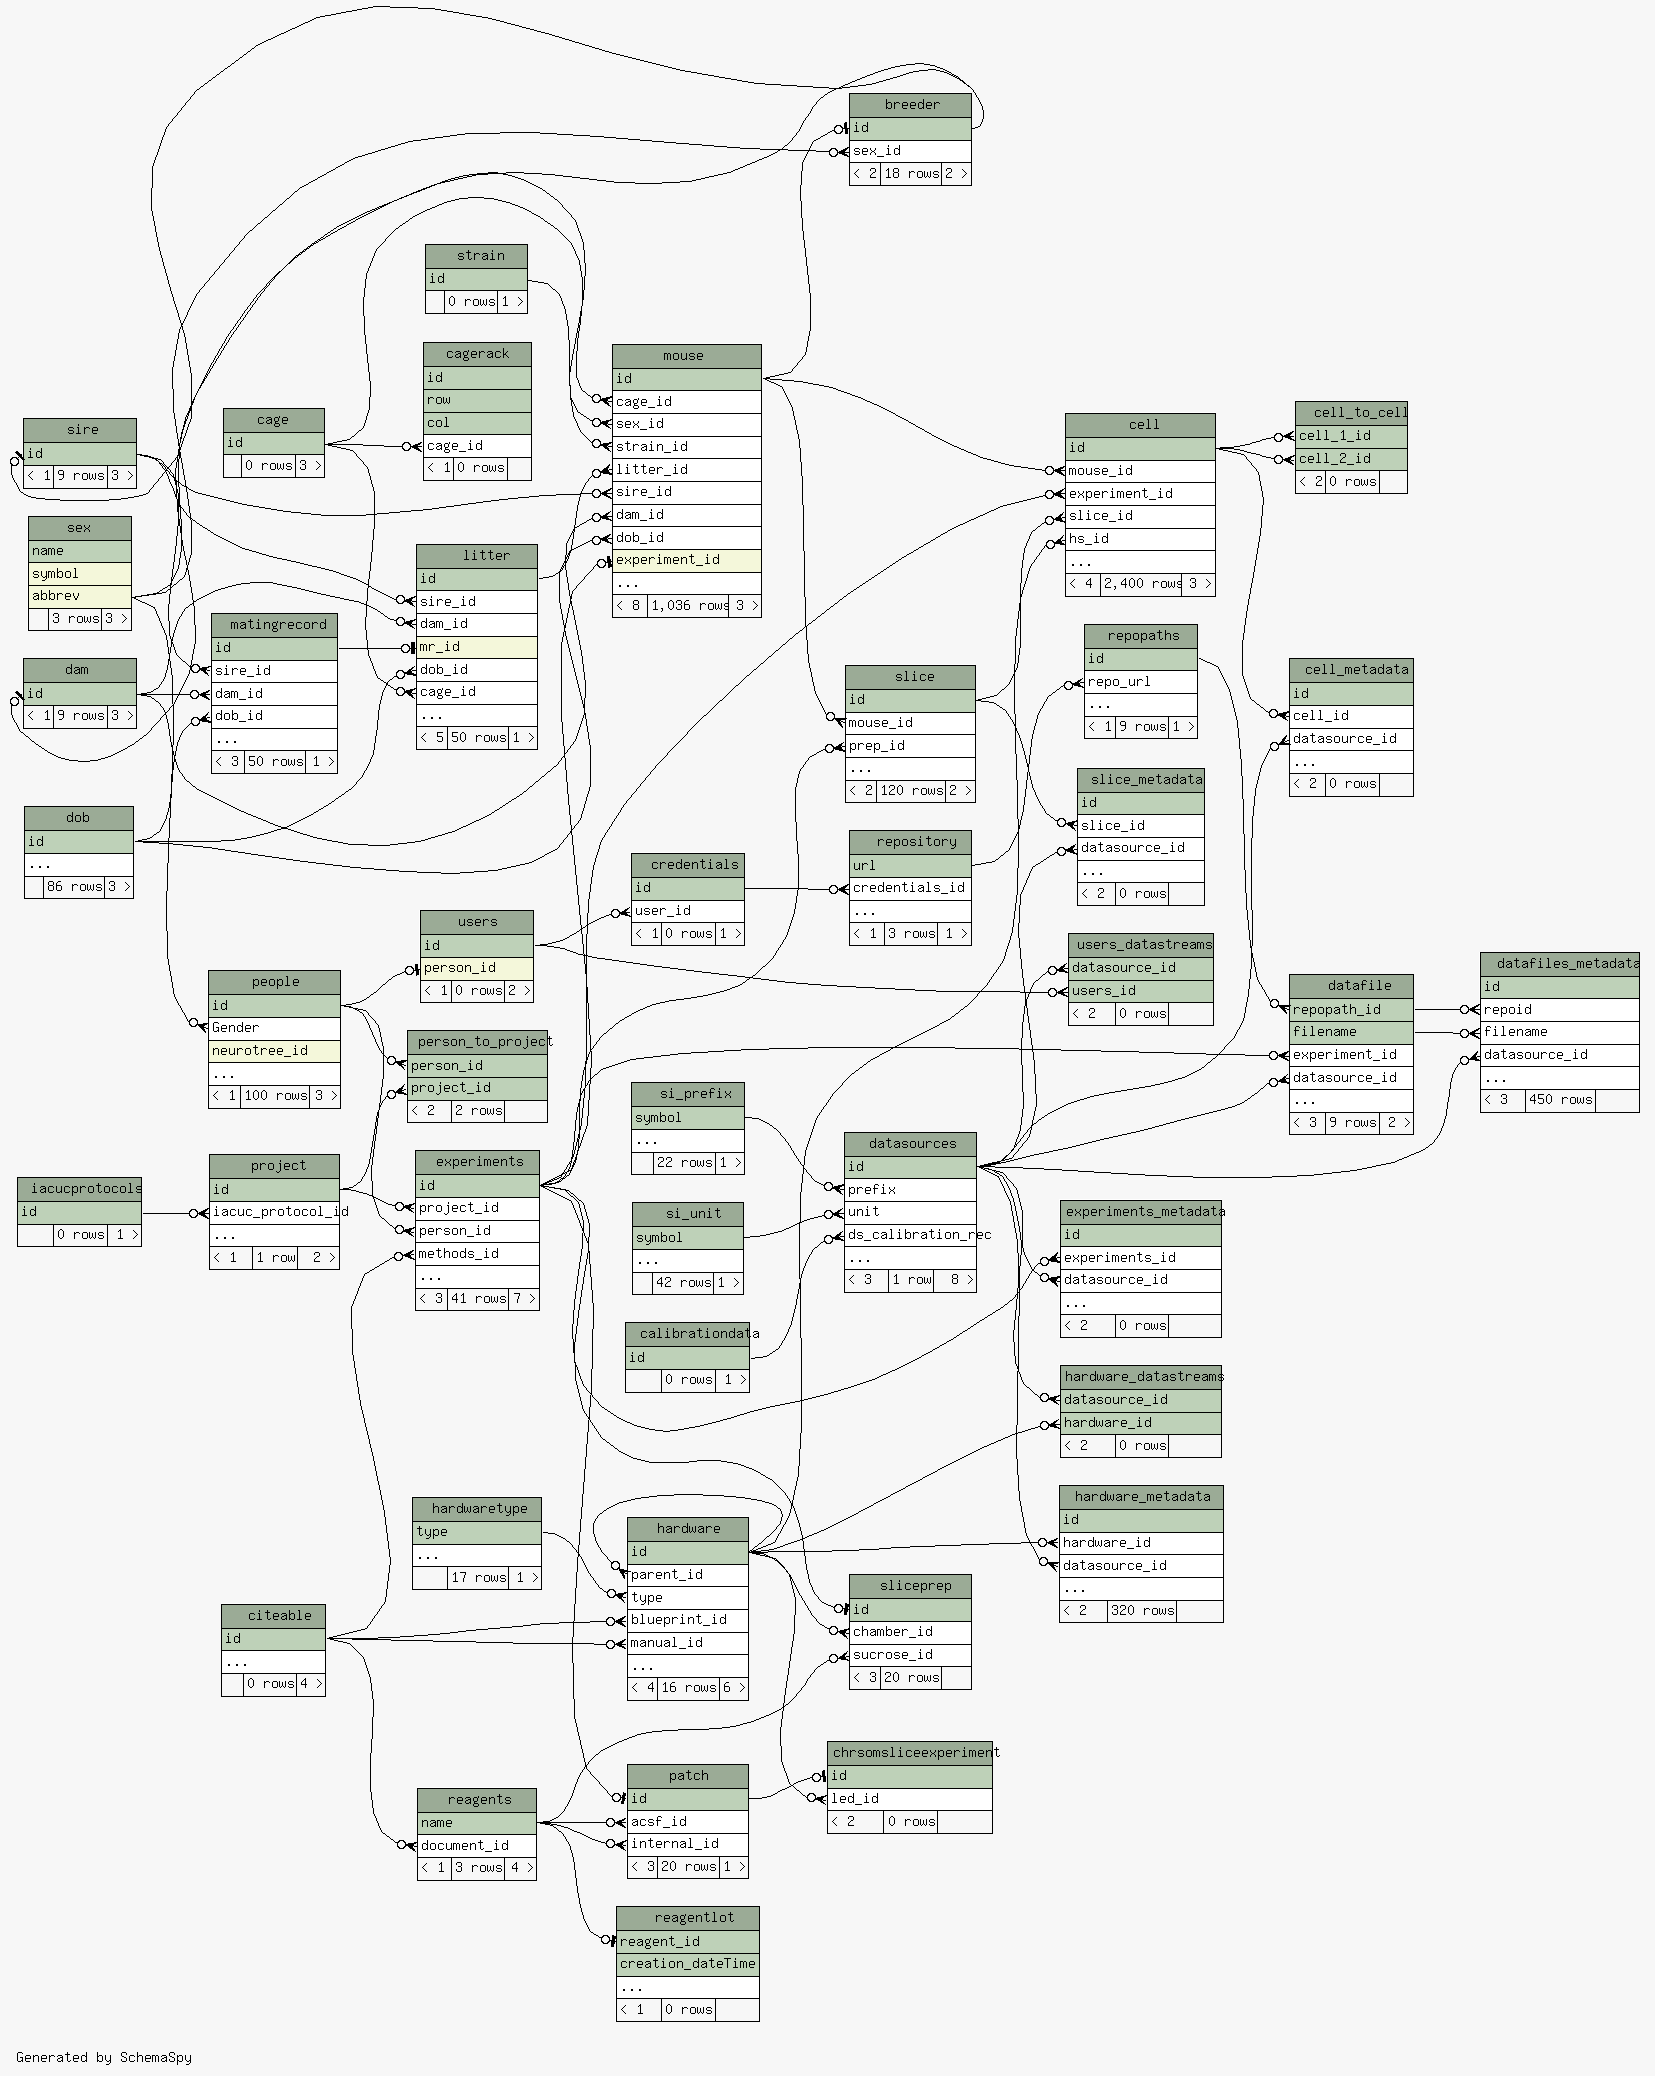 breeder
id
sex_id
< 2 18 rows 2 >
strain
id
0 rows 1 >
cagerack
id
row
col
cage_id
< 1 0 rows
mouse
id
cage_id
sex_id
strain_id
litter_id
sire_id
dam_id
dob_id
experiment_id
...
< 8 1,036 rows 3 >
sire
id
< 1 9 rows 3 >
cage
id
0 rows 3 >
cell
id
mouse_id
experiment_id
slice_id
hs_id
...
< 4 2,400 rows 3 >
cell_to_cell
cell_1_id
cell_2_id
< 2 0 rows
sex
name
symbol
abbrev
3 rows 3 >
litter
id
sire_id
dam_id
mr_id
dob_id
cage_id
...
< 5 50 rows 1 >
matingrecord
id
sire_id
dam_id
dob_id
...
< 3 50 rows 1 >
dam
id
< 1 9 rows 3 >
repopaths
id
repo_url
...
< 1 9 rows 1 >
slice
id
mouse_id
prep_id
...
< 2 120 rows 2 >
cell_metadata
id
cell_id
datasource_id
...
< 2 0 rows
slice_metadata
id
slice_id
datasource_id
...
< 2 0 rows
dob
id
...
86 rows 3 >
credentials
id
user_id
< 1 0 rows 1 >
repository
url
credentials_id
...
< 1 3 rows 1 >
users
id
person_id
< 1 0 rows 2 >
users_datastreams
datasource_id
users_id
< 2 0 rows
datafile
repopath_id
filename
experiment_id
datasource_id
...
< 3 9 rows 2 >
datafiles_metadata
id
repoid
filename
datasource_id
...
< 3 450 rows
people
id
Gender
neurotree_id
...
< 1 100 rows 3 >
person_to_project
person_id
project_id
< 2 2 rows
si_prefix
symbol
...
22 rows 1 >
datasources
id
prefix
unit
ds_calibration_rec
...
< 3 1 row 8 >
iacucprotocols
id
0 rows 1 >
project
id
iacuc_protocol_id
...
< 1 1 row 2 >
experiments
id
project_id
person_id
methods_id
...
< 3 41 rows 7 >
si_unit
symbol
...
42 rows 1 >
experiments_metadata
id
experiments_id
datasource_id
...
< 2 0 rows
calibrationdata
id
0 rows 1 >
hardware_datastreams
datasource_id
hardware_id
< 2 0 rows
hardwaretype
type
...
17 rows 1 >
hardware
id
parent_id
type
blueprint_id
manual_id
...
< 4 16 rows 6 >
hardware_metadata
id
hardware_id
datasource_id
...
< 2 320 rows
sliceprep
id
chamber_id
sucrose_id
< 3 20 rows
citeable
id
...
0 rows 4 >
chrsomsliceexperiment
id
led_id
< 2 0 rows
patch
id
acsf_id
internal_id
< 3 20 rows 1 >
reagents
name
document_id
< 1 3 rows 4 >
reagentlot
reagent_id
creation_dateTime
...
< 1 0 rows
Generated by SchemaSpy